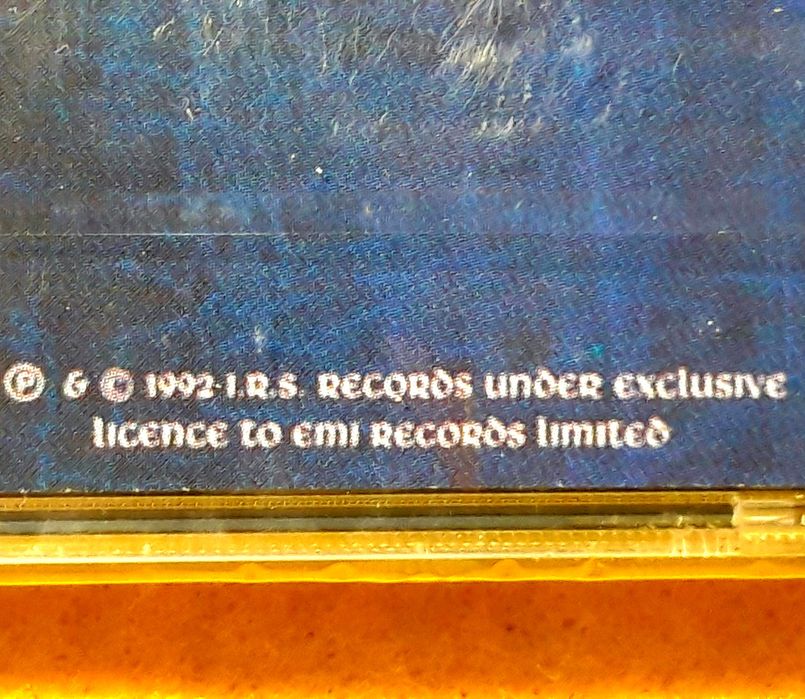 ℗ & © 1992 I.R.S. RECORDS UNDER EXCLUSIVE
LICENCE TO EMI RECORDS LIMITED